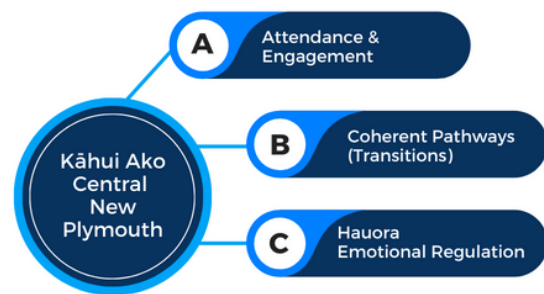 A
Attendance &
Engagement
Kāhui Ako
Central
New
Plymouth
B
Coherent Pathways
(Transitions)
C
Hauora
Emotional Regulation